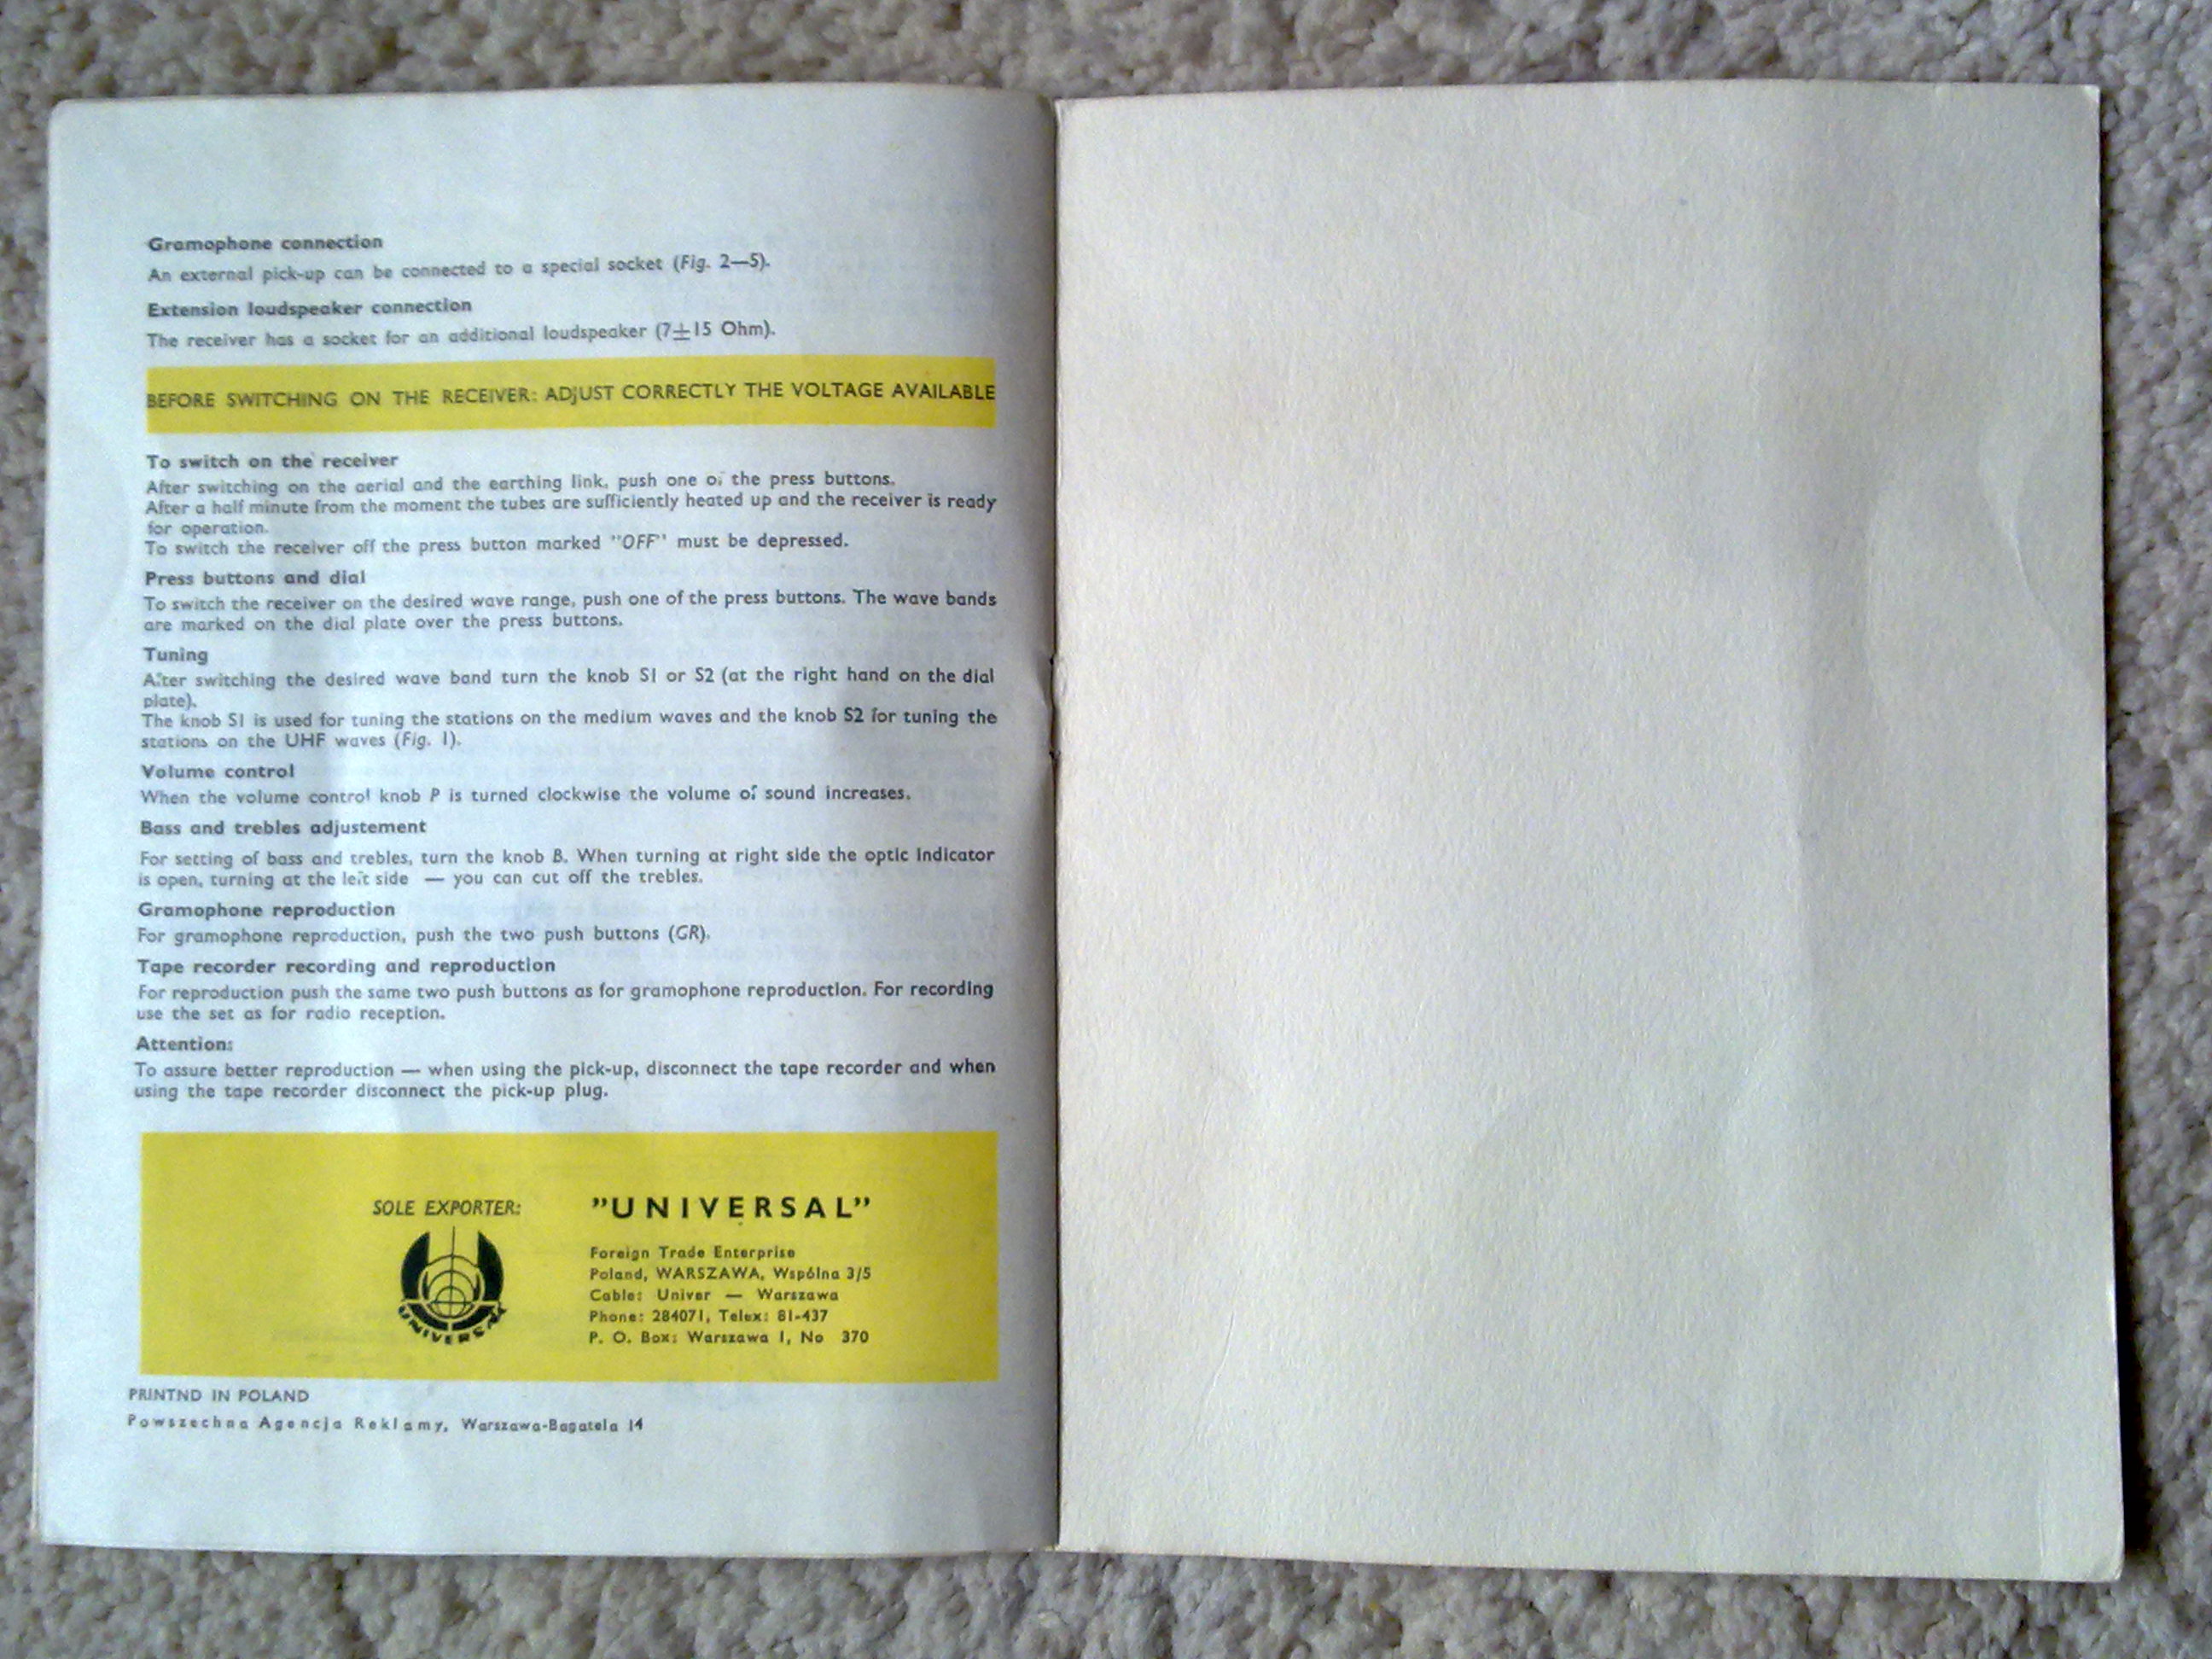 Gramophone connection
An external pick-up can be connected to a special socket (Fig. 2—5).
Extension loudspeaker connection
The receiver has a socket for an additional loudspeaker (7±15 Ohm).
BEFORE SWITCHING ON THE RECEIVER: ADJUST CORRECTLY THE VOLTAGE AVAILABLE
To switch on the receiver
After switching on the aerial and the earthing link, push one of the press buttons.
After a half minute from the moment the tubes are sufficiently heated up and the receiver is ready
for operation.
To switch the receiver off the press button marked "OFF" must be depressed.
Press buttons and dial
To switch the receiver on the desired wave range, push one of the press buttons. The wave bands
are marked on the dial plate over the press buttons.
Tuning
After switching the desired wave band turn the knob S1 or S2 (at the right hand on the dial
plate).
The knob S1 is used for tuning the stations on the medium waves and the knob S2 for tuning the
stations on the UHF waves (Fig. 1).
Volume control
When the volume control knob P is turned clockwise the volume of sound increases.
Bass and trebles adjustement
For setting of bass and trebles, turn the knob B. When turning at right side the optic indicator
is open, turning at the left side — you can cut off the trebles.
Gramophone reproduction
For gramophone reproduction, push the two push buttons (GR).
Tape recorder recording and reproduction
For reproduction push the same two push buttons as for gramophone reproduction. For recording
use the set as for radio reception.
Attention:
To assure better reproduction — when using the pick-up, disconnect the tape recorder and when
using the tape recorder disconnect the pick-up plug.
SOLE EXPORTER: "UNIVERSAL"
UNIVERSAL
Foreign Trade Enterprise
Poland, WARSZAWA, Wspólna 3/5
Cable: Univer — Warszawa
Phone: 284071, Telex: 81-437
P. O. Box: Warszawa 1, No 370
PRINTND IN POLAND
Powszechna Agencja Reklamy, Warszawa-Bagatela 14